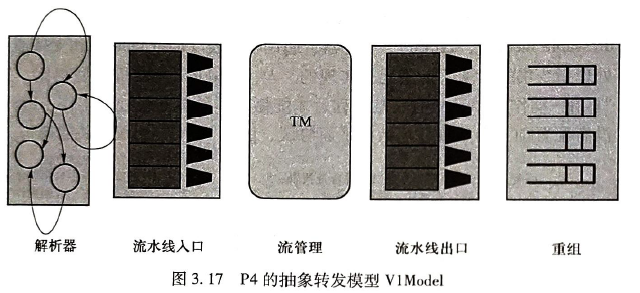 TM
解析器 流水线入口 流管理 流水线出口 重组
图 3.17 P4 的抽象转发模型 V1Model